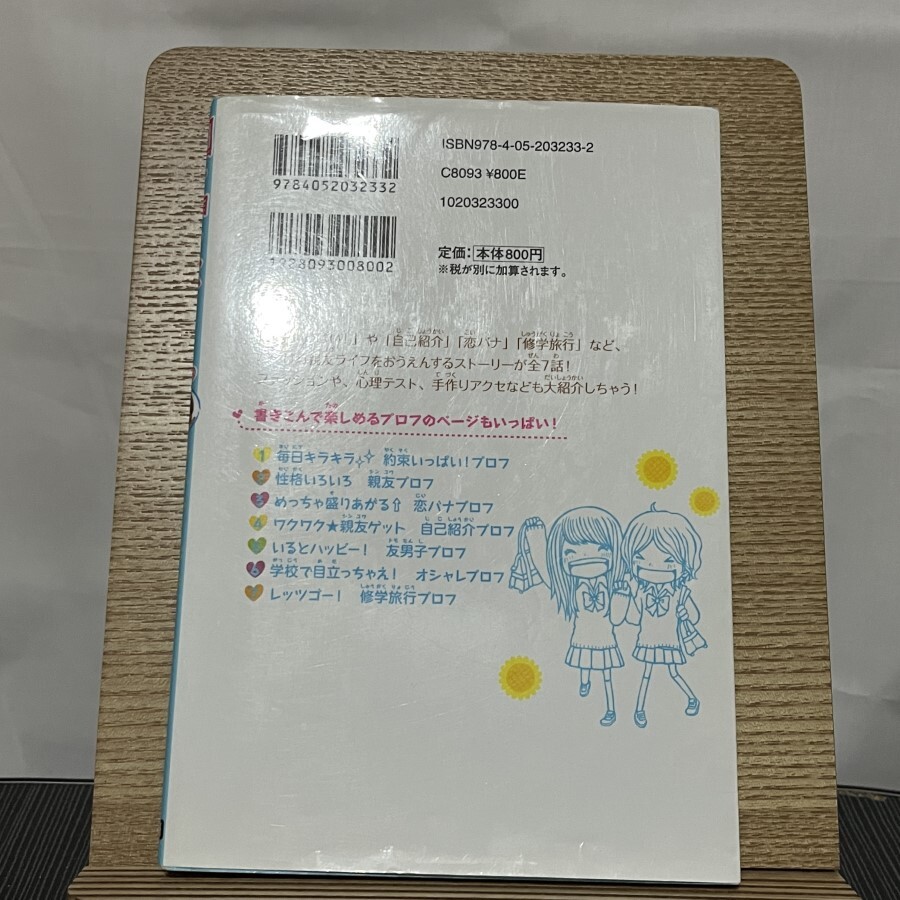 ISBN978-4-05-203233-2
9784052032332
C8093 ¥800E
1020323300
1928093008002
定価：本体800円
※税が別に加算されます。
」や「自己紹介」「恋バナ」「修学旅行」など、
ライフをおうえんするストーリーが全7話！
ションや、心理テスト、手作りアクセなども大紹介しちゃう！
書きこんで楽しめるプロフのページもいっぱい！
1 毎日キラキラ 約束いっぱい！プロフ
2 性格いろいろ 親友プロフ
3 めっちゃ盛りあがる⇧ 恋バナプロフ
4 ワクワク★親友ゲット 自己紹介プロフ
5 いるとハッピー！ 友男子プロフ
6 学校で目立っちゃえ！ オシャレプロフ
7 レッツゴー！ 修学旅行プロフ